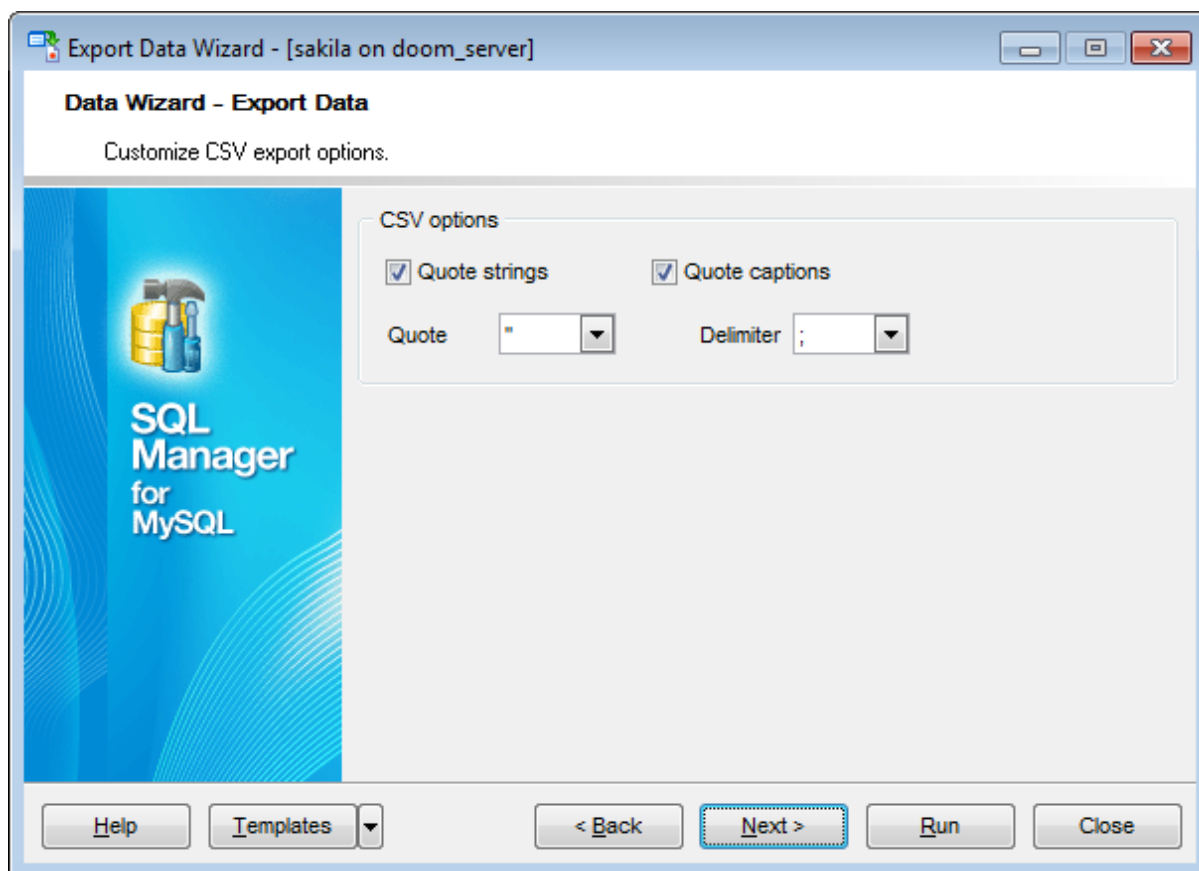 Export Data Wizard - [sakila on doom_server]
Data Wizard - Export Data
Customize CSV export options.
CSV options
Quote strings
Quote captions
Quote " Delimiter ;
SQL
Manager
for
MySQL
Help Templates < Back Next > Run Close